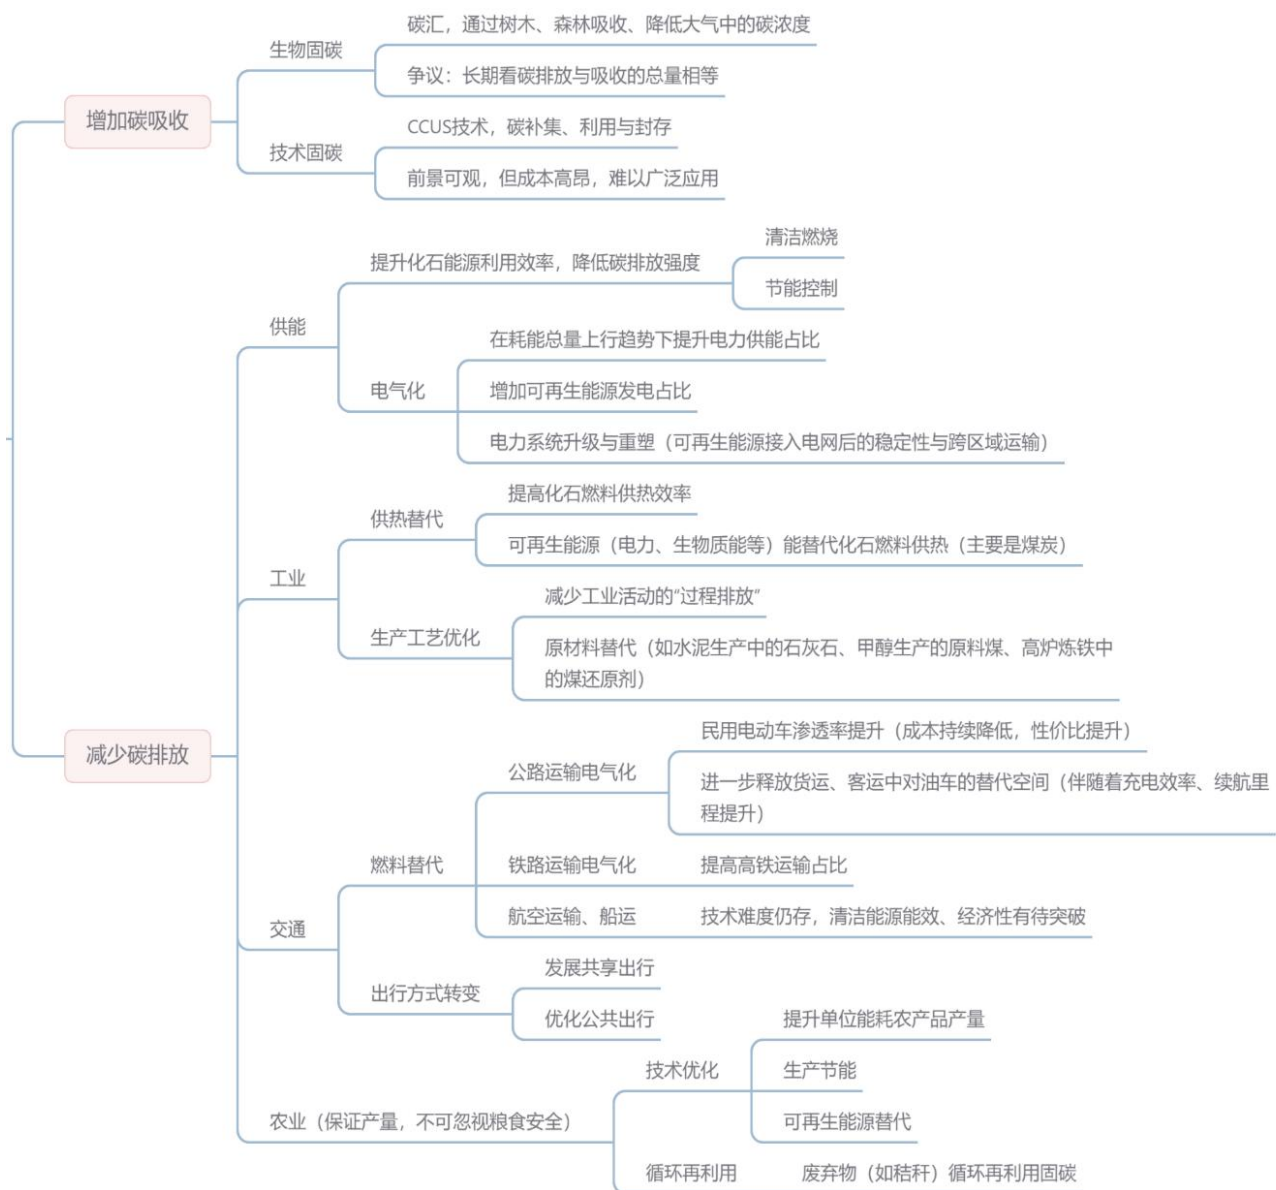 增加碳吸收
生物固碳
碳汇，通过树木、森林吸收、降低大气中的碳浓度
争议：长期看碳排放与吸收的总量相等
技术固碳
CCUS技术，碳补集、利用与封存
前景可观，但成本高昂，难以广泛应用
减少碳排放
供能
提升化石能源利用效率，降低碳排放强度
清洁燃烧
节能控制
电气化
在耗能总量上行趋势下提升电力供能占比
增加可再生能源发电占比
电力系统升级与重塑（可再生能源接入电网后的稳定性与跨区域运输）
工业
供热替代
提高化石燃料供热效率
可再生能源（电力、生物质能等）能替代化石燃料供热（主要是煤炭）
生产工艺优化
减少工业活动的“过程排放”
原材料替代（如水泥生产中的石灰石、甲醇生产的原料煤、高炉炼铁中
的煤还原剂）
交通
燃料替代
公路运输电气化
民用电动车渗透率提升（成本持续降低，性价比提升）
进一步释放货运、客运中对油车的替代空间（伴随着充电效率、续航里
程提升）
铁路运输电气化
提高高铁运输占比
航空运输、船运
技术难度仍存，清洁能源能效、经济性有待突破
出行方式转变
发展共享出行
优化公共出行
农业（保证产量，不可忽视粮食安全）
技术优化
提升单位能耗农产品产量
生产节能
可再生能源替代
循环再利用
废弃物（如秸秆）循环再利用固碳